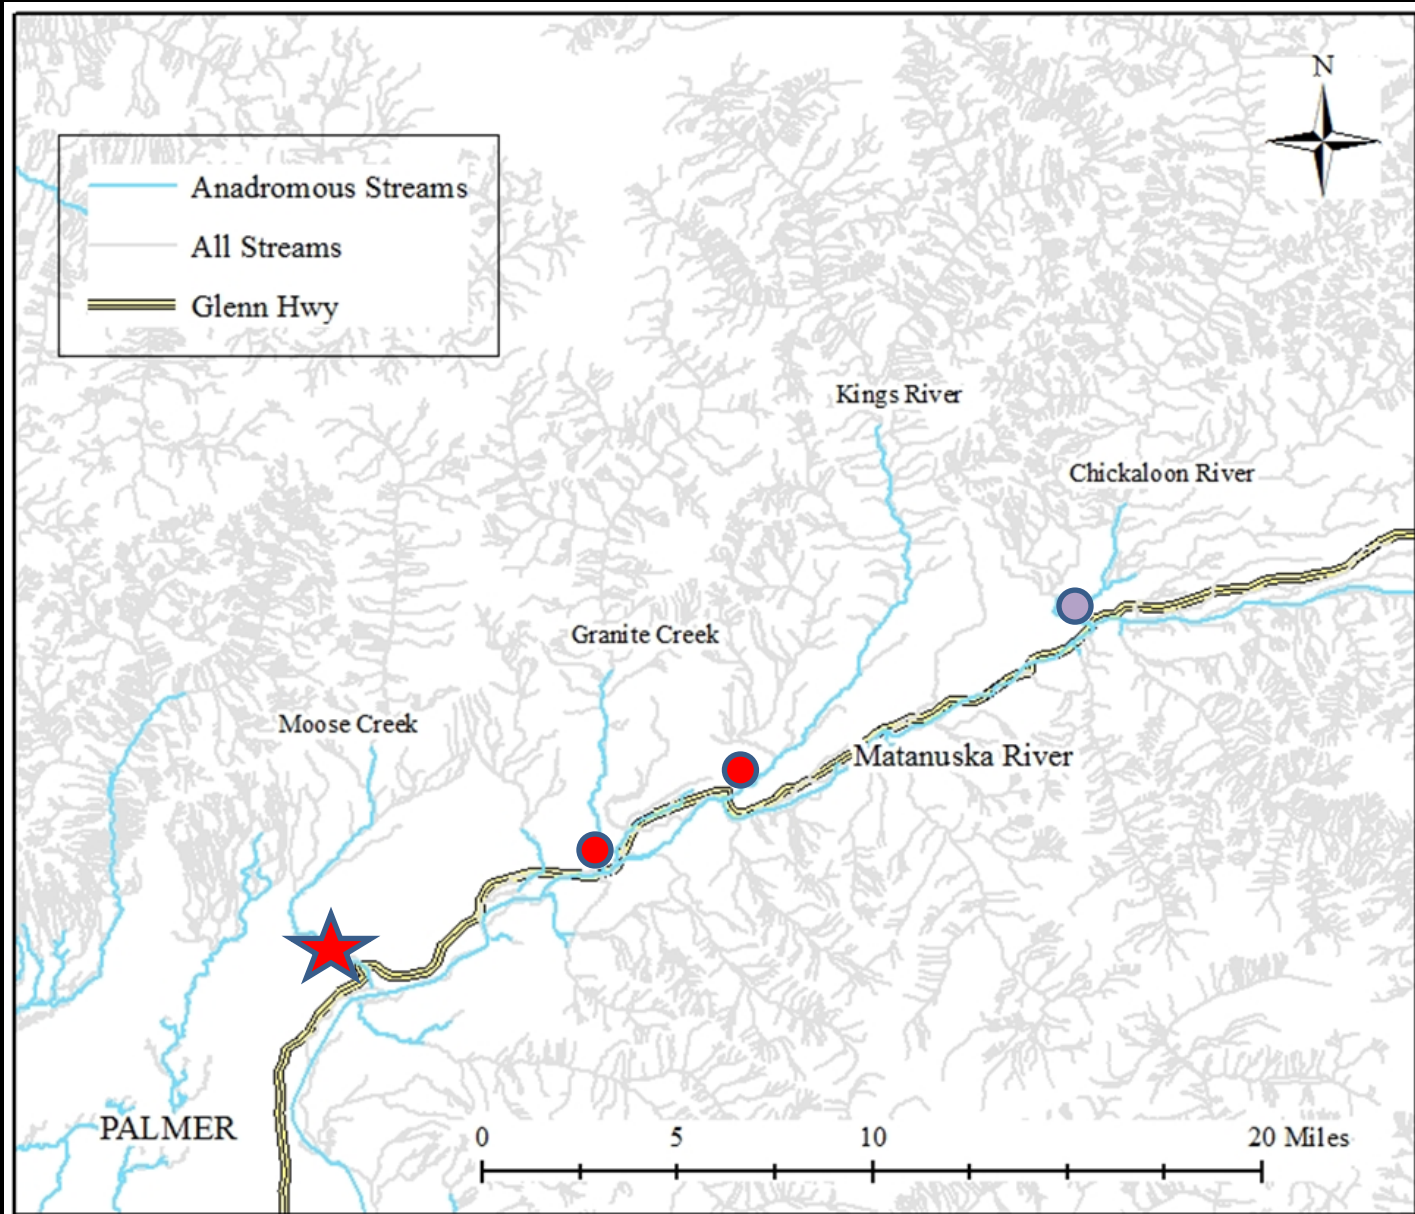 N
Anadromous Streams
All Streams
Glenn Hwy
Kings River
Chickaloon River
Granite Creek
Moose Creek
Matanuska River
PALMER
0 5 10 20 Miles